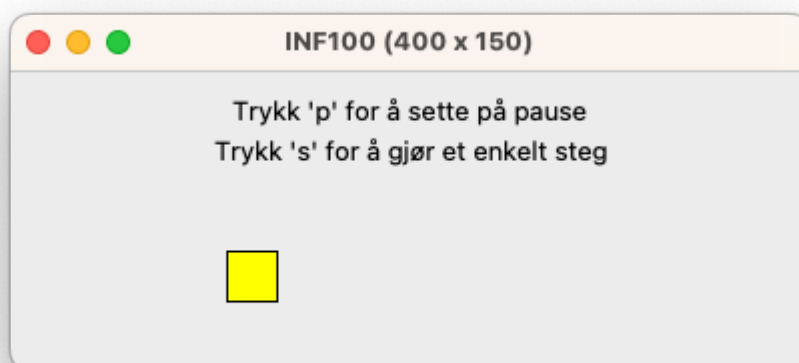 INF100 (400 x 150)
Trykk 'p' for å sette på pause
Trykk 's' for å gjør et enkelt steg